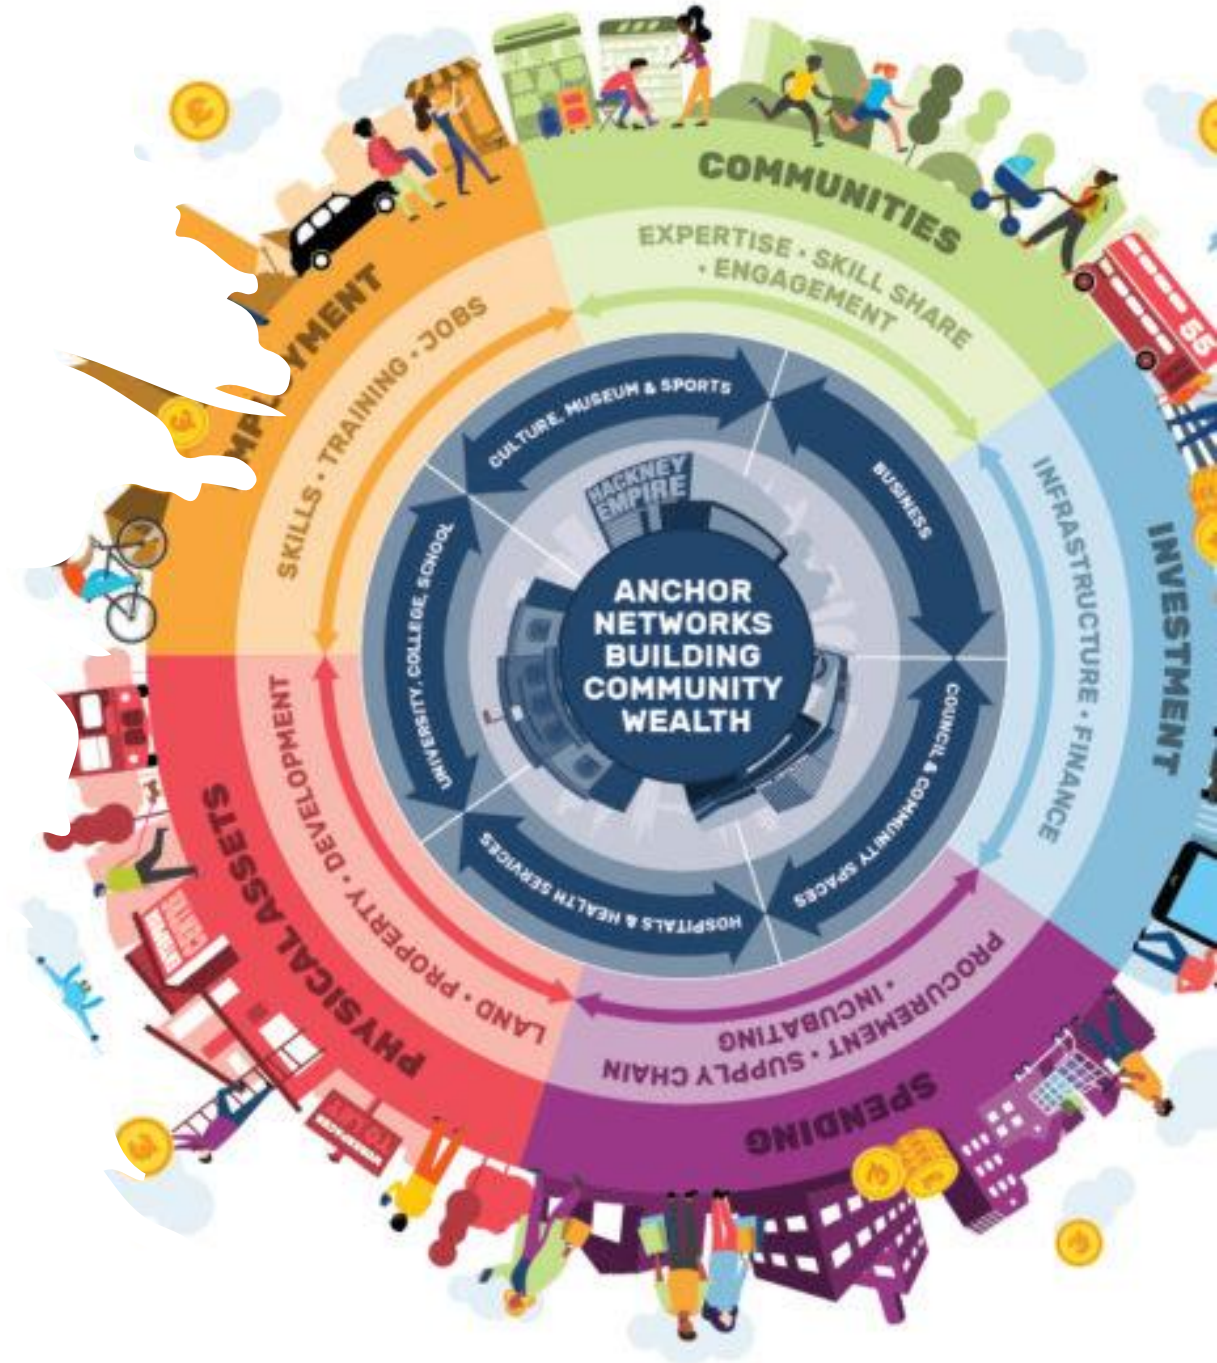 ANCHOR
NETWORKS
BUILDING
COMMUNITY
WEALTH
HACKNEY
EMPIRE
CULTURE, MUSEUM & SPORTS
BUSINESS
COUNCIL & COMMUNITY SPACES
HOSPITALS & HEALTH SERVICES
UNIVERSITY, COLLEGE, SCHOOL
COMMUNITIES
EXPERTISE • SKILL SHARE
• ENGAGEMENT
INVESTMENT
INFRASTRUCTURE • FINANCE
SPENDING
PROCUREMENT • SUPPLY CHAIN
• INCUBATING
PHYSICAL ASSETS
LAND • PROPERTY • DEVELOPMENT
MPL YMENT
SKILLS • TRAINING • JOBS
55